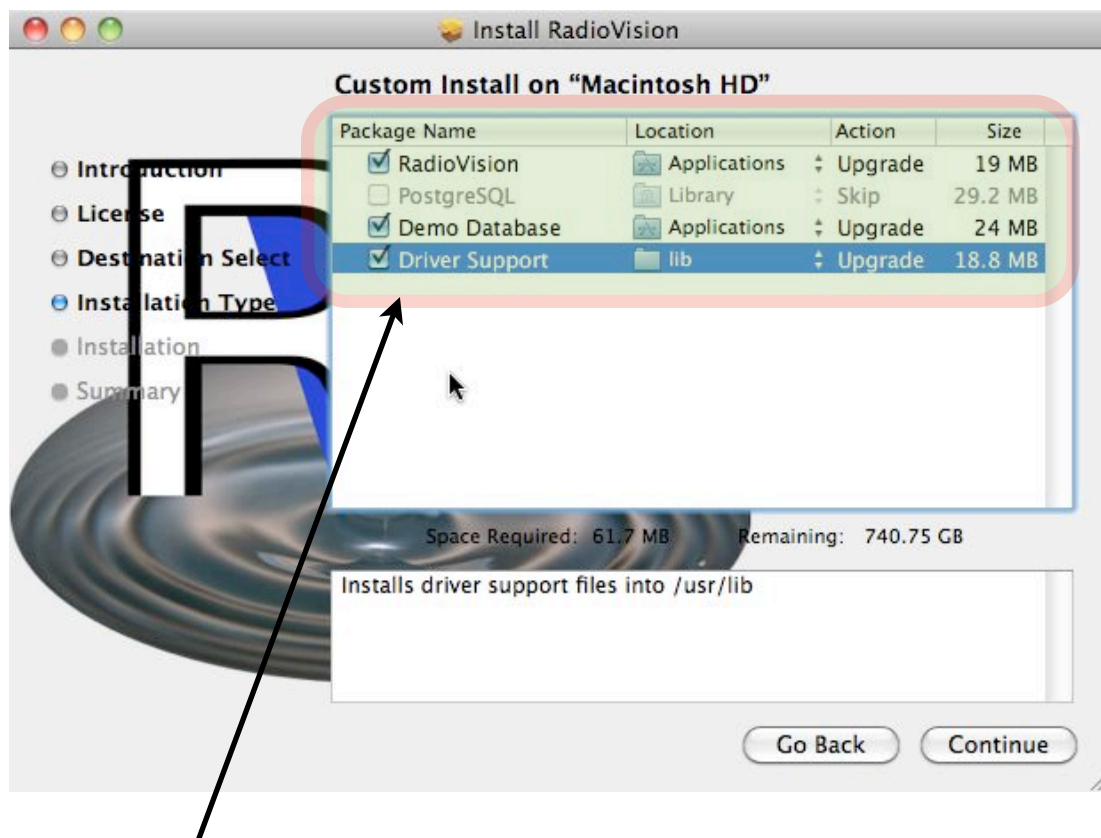 Install RadioVision
Custom Install on “Macintosh HD”
Introduction
License
Destination Select
Installation Type
Installation
Summary
Package Name Location Action Size
RadioVision Applications Upgrade 19 MB
PostgreSQL Library Skip 29.2 MB
Demo Database Applications Upgrade 24 MB
Driver Support lib Upgrade 18.8 MB
Space Required: 61.7 MB Remaining: 740.75 GB
Installs driver support files into /usr/lib
Go Back Continue